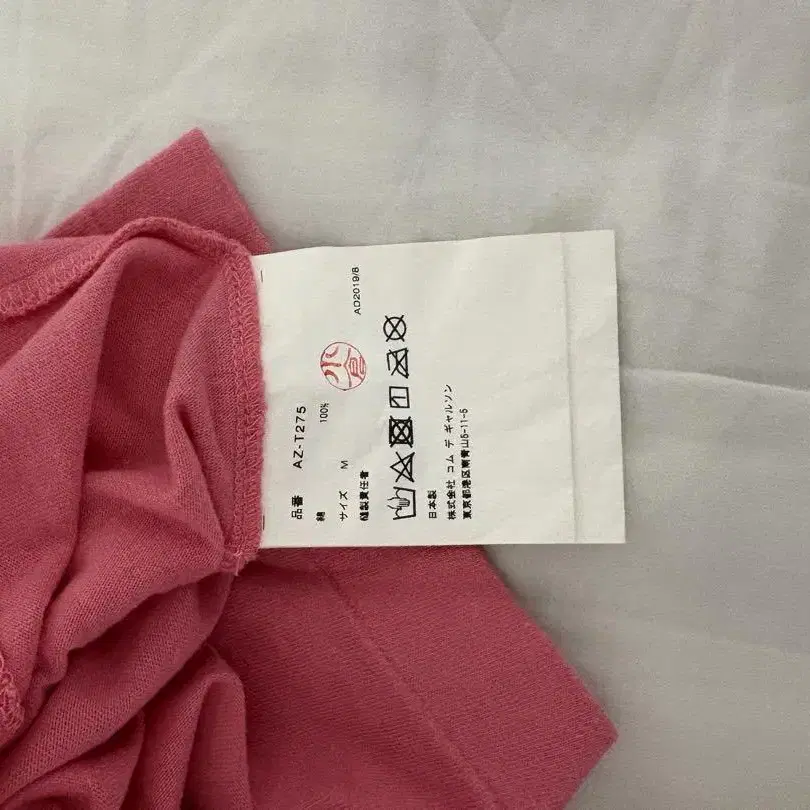 品番 AZ-T275
綿 100%
サイズ M
縫製責任者 小倉
AD2019/8
日本製
株式会社 コム デ ギャルソン
東京都港区南青山5-11-5